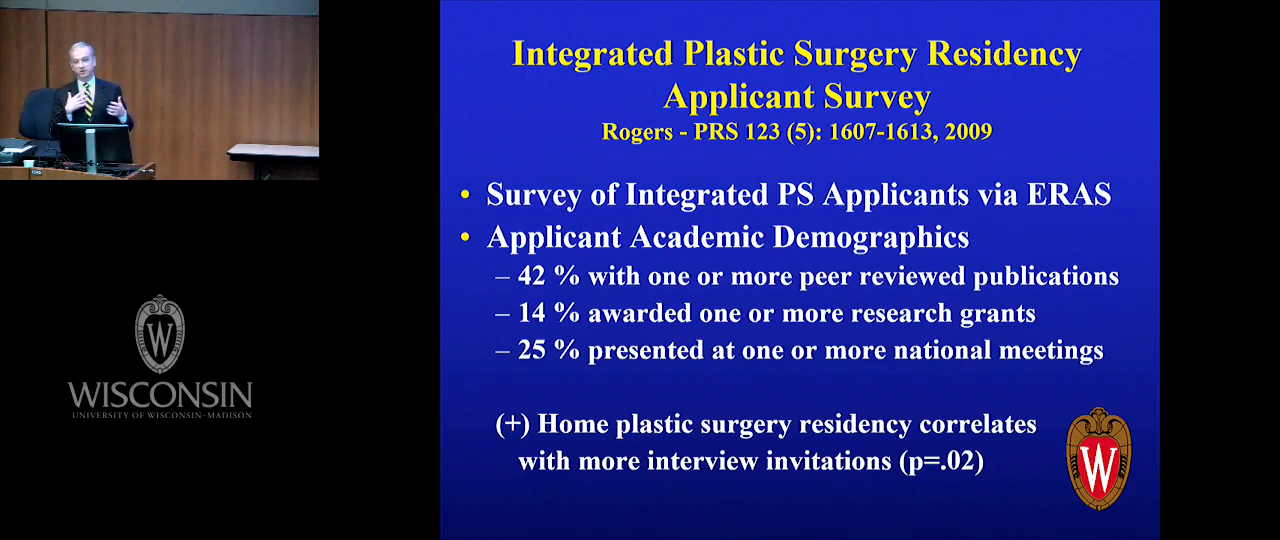 Integrated Plastic Surgery Residency
Applicant Survey
Rogers - PRS 123 (5): 1607-1613, 2009
• Survey of Integrated PS Applicants via ERAS
• Applicant Academic Demographics
– 42 % with one or more peer reviewed publications
– 14 % awarded one or more research grants
– 25 % presented at one or more national meetings
(+) Home plastic surgery residency correlates
with more interview invitations (p=.02)
W
W
WISCONSIN
UNIVERSITY OF WISCONSIN–MADISON